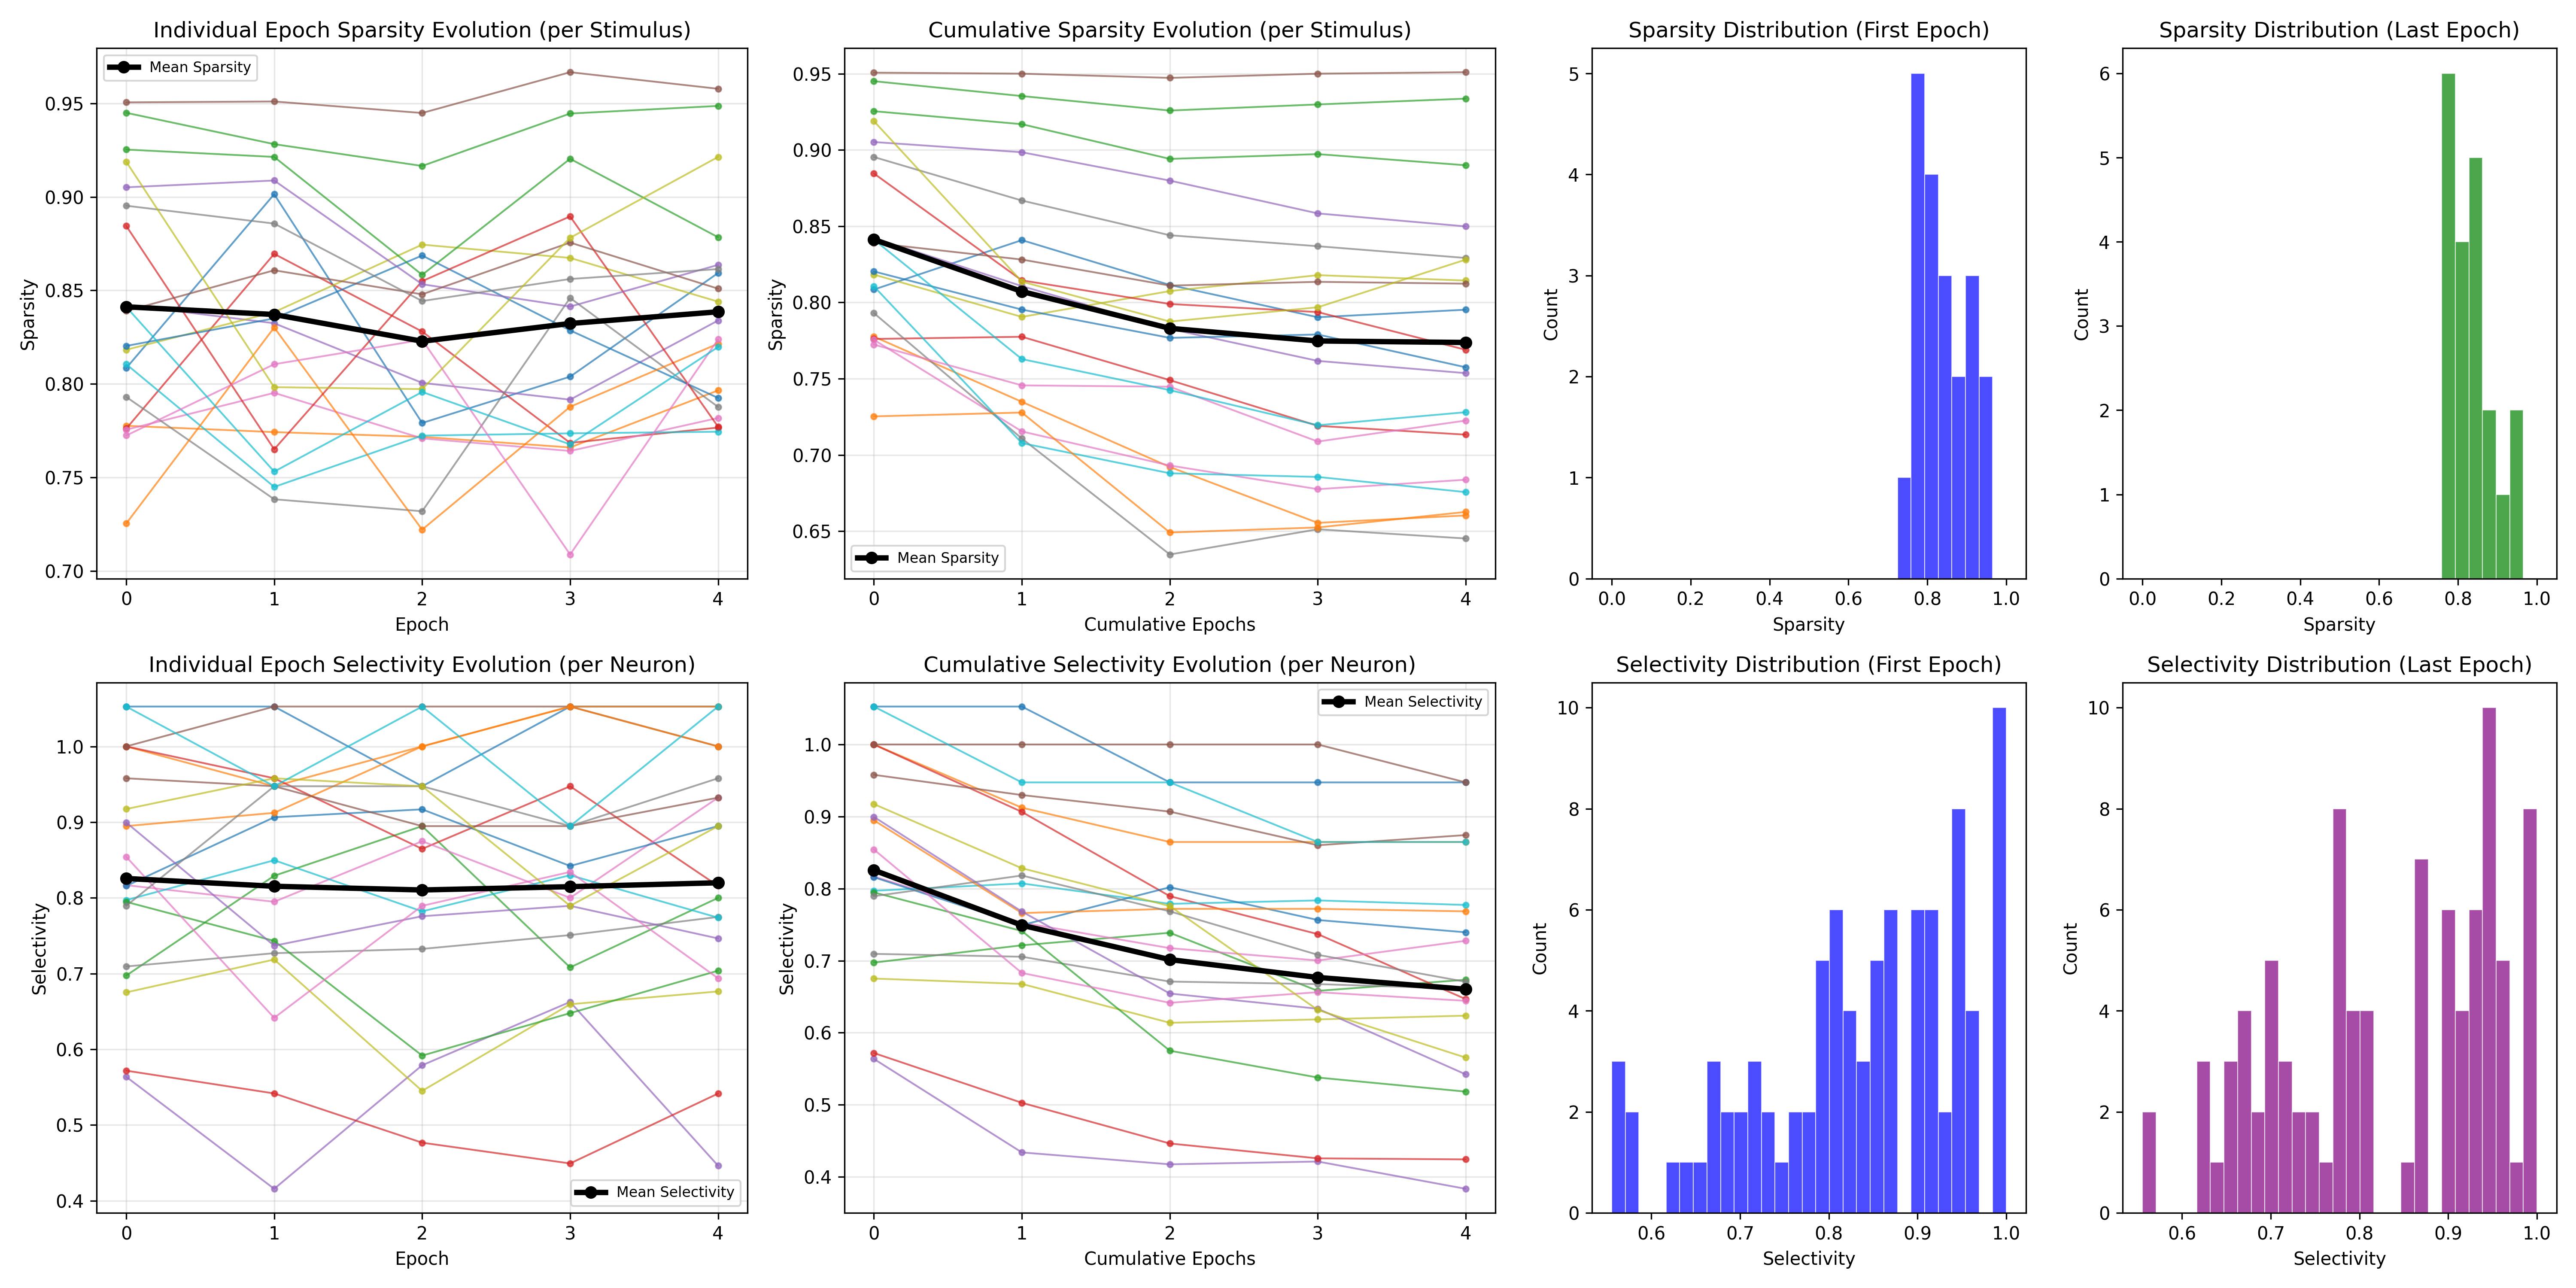 Individual Epoch Sparsity Evolution (per Stimulus)
Mean Sparsity
0.95
0.90
0.85
0.80
0.75
0.70
Sparsity
0 1 2 3 4
Epoch
Cumulative Sparsity Evolution (per Stimulus)
0.95
0.90
0.85
0.80
0.75
0.70
0.65
Sparsity
Mean Sparsity
0 1 2 3 4
Cumulative Epochs
Sparsity Distribution (First Epoch)
5
4
3
2
1
0
Count
0.0 0.2 0.4 0.6 0.8 1.0
Sparsity
Sparsity Distribution (Last Epoch)
6
5
4
3
2
1
0
Count
0.0 0.2 0.4 0.6 0.8 1.0
Sparsity
Individual Epoch Selectivity Evolution (per Neuron)
1.0
0.9
0.8
0.7
0.6
0.5
0.4
Selectivity
Mean Selectivity
0 1 2 3 4
Epoch
Cumulative Selectivity Evolution (per Neuron)
Mean Selectivity
1.0
0.9
0.8
0.7
0.6
0.5
0.4
Selectivity
0 1 2 3 4
Cumulative Epochs
Selectivity Distribution (First Epoch)
10
8
6
4
2
0
Count
0.6 0.7 0.8 0.9 1.0
Selectivity
Selectivity Distribution (Last Epoch)
10
8
6
4
2
0
Count
0.6 0.7 0.8 0.9 1.0
Selectivity